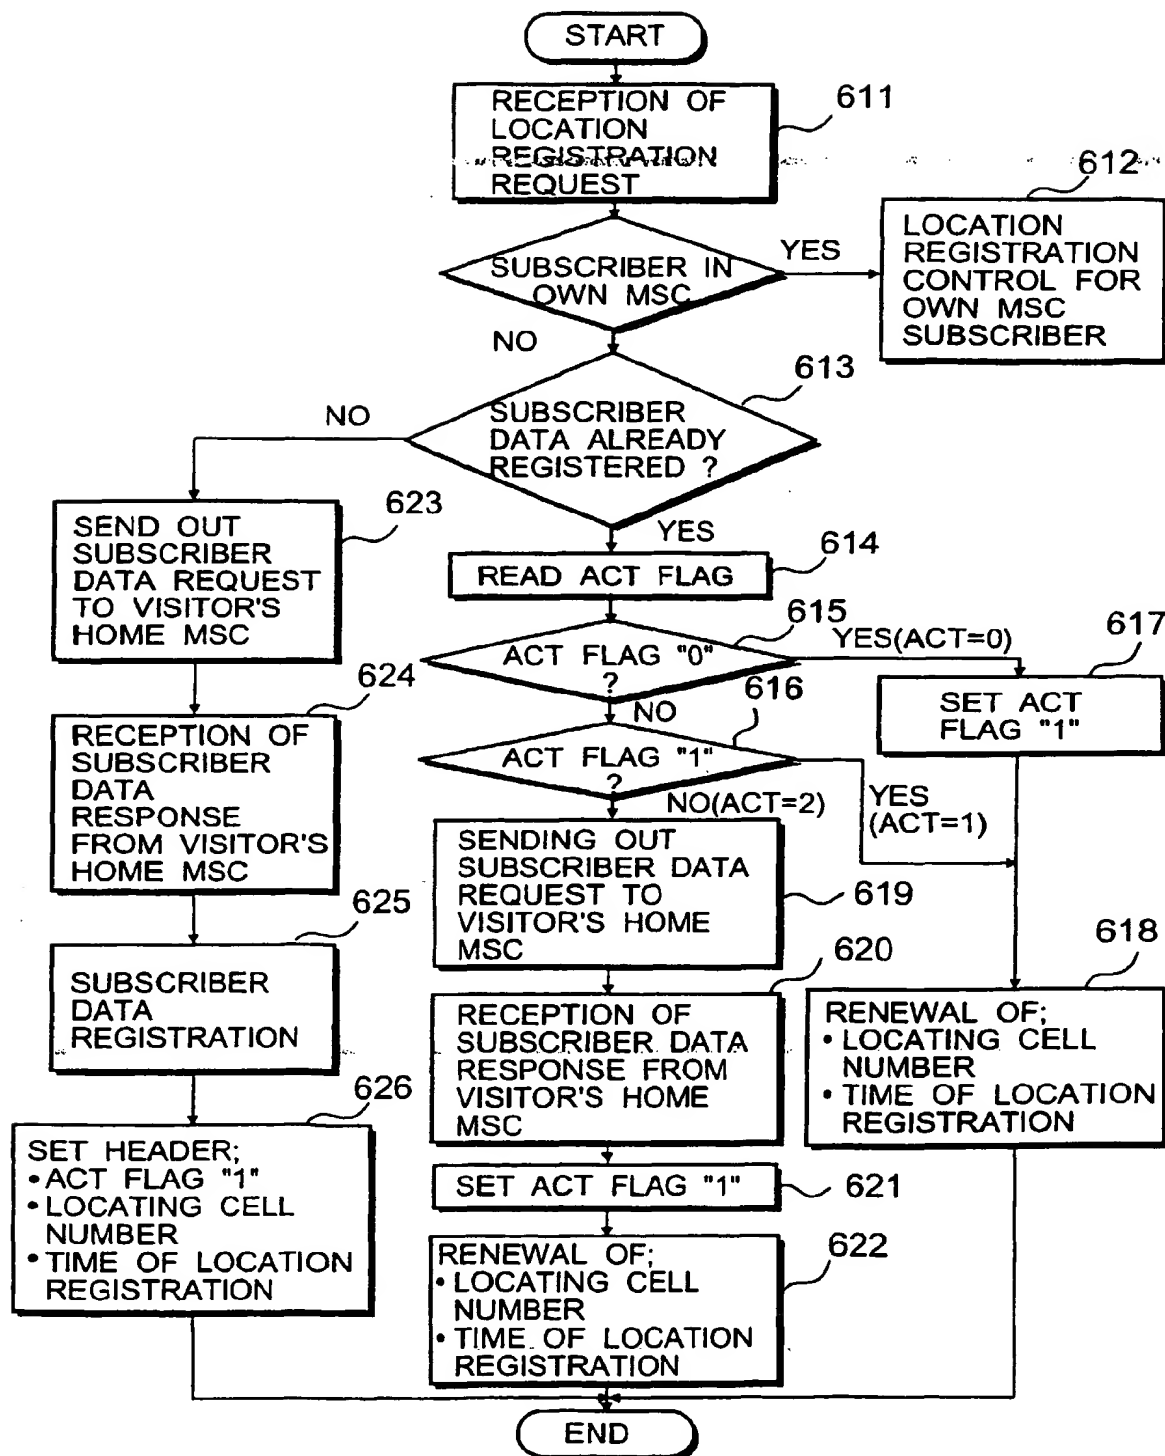 START
RECEPTION OF
LOCATION
REGISTRATION
REQUEST
611
612
SUBSCRIBER IN
OWN MSC
YES
LOCATION
REGISTRATION
CONTROL FOR
OWN MSC
SUBSCRIBER
NO
613
NO
SUBSCRIBER
DATA ALREADY
REGISTERED ?
623
SEND OUT
SUBSCRIBER
DATA REQUEST
TO VISITOR'S
HOME MSC
YES
614
READ ACT FLAG
615
ACT FLAG "0"
?
YES(ACT=0)
617
SET ACT
FLAG "1"
624
RECEPTION OF
SUBSCRIBER
DATA
RESPONSE
FROM VISITOR'S
HOME MSC
NO
616
ACT FLAG "1"
?
NO(ACT=2)
YES
(ACT=1)
SENDING OUT
SUBSCRIBER DATA
REQUEST TO
VISITOR'S HOME
MSC
619
625
SUBSCRIBER
DATA
REGISTRATION
620
RECEPTION OF
SUBSCRIBER DATA
RESPONSE FROM
VISITOR'S HOME
MSC
618
RENEWAL OF;
• LOCATING CELL
NUMBER
• TIME OF LOCATION
REGISTRATION
626
SET HEADER;
• ACT FLAG "1"
• LOCATING CELL
NUMBER
• TIME OF LOCATION
REGISTRATION
SET ACT FLAG "1"
621
RENEWAL OF;
• LOCATING CELL
NUMBER
• TIME OF LOCATION
REGISTRATION
622
END